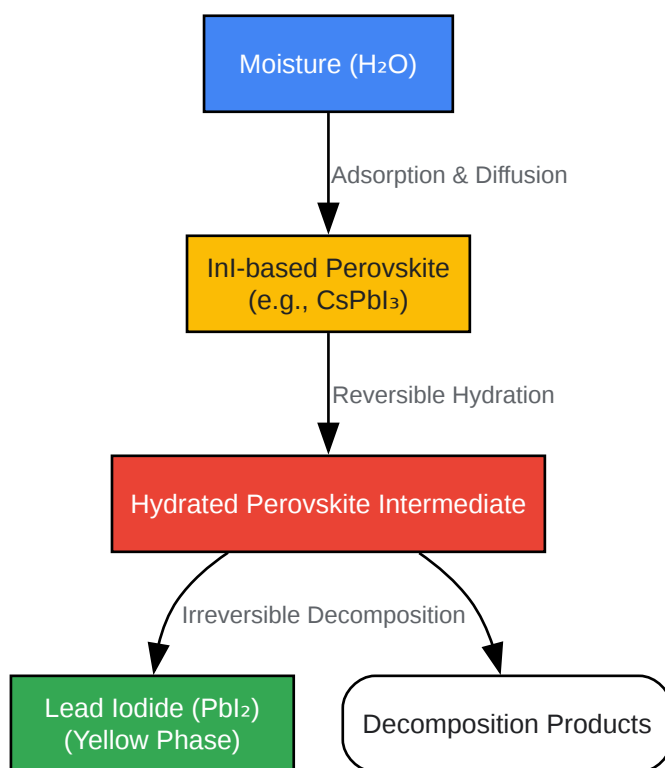 Moisture (H₂O)
Adsorption & Diffusion
InI-based Perovskite
(e.g., CsPbI₃)
Reversible Hydration
Hydrated Perovskite Intermediate
Irreversible Decomposition
Lead Iodide (PbI₂)
(Yellow Phase)
Decomposition Products